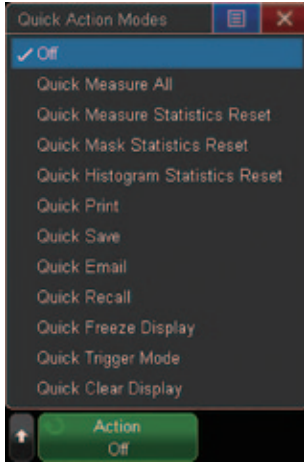 Quick Action Modes
Off
Quick Measure All
Quick Measure Statistics Reset
Quick Mask Statistics Reset
Quick Histogram Statistics Reset
Quick Print
Quick Save
Quick Email
Quick Recall
Quick Freeze Display
Quick Trigger Mode
Quick Clear Display
Action
Off